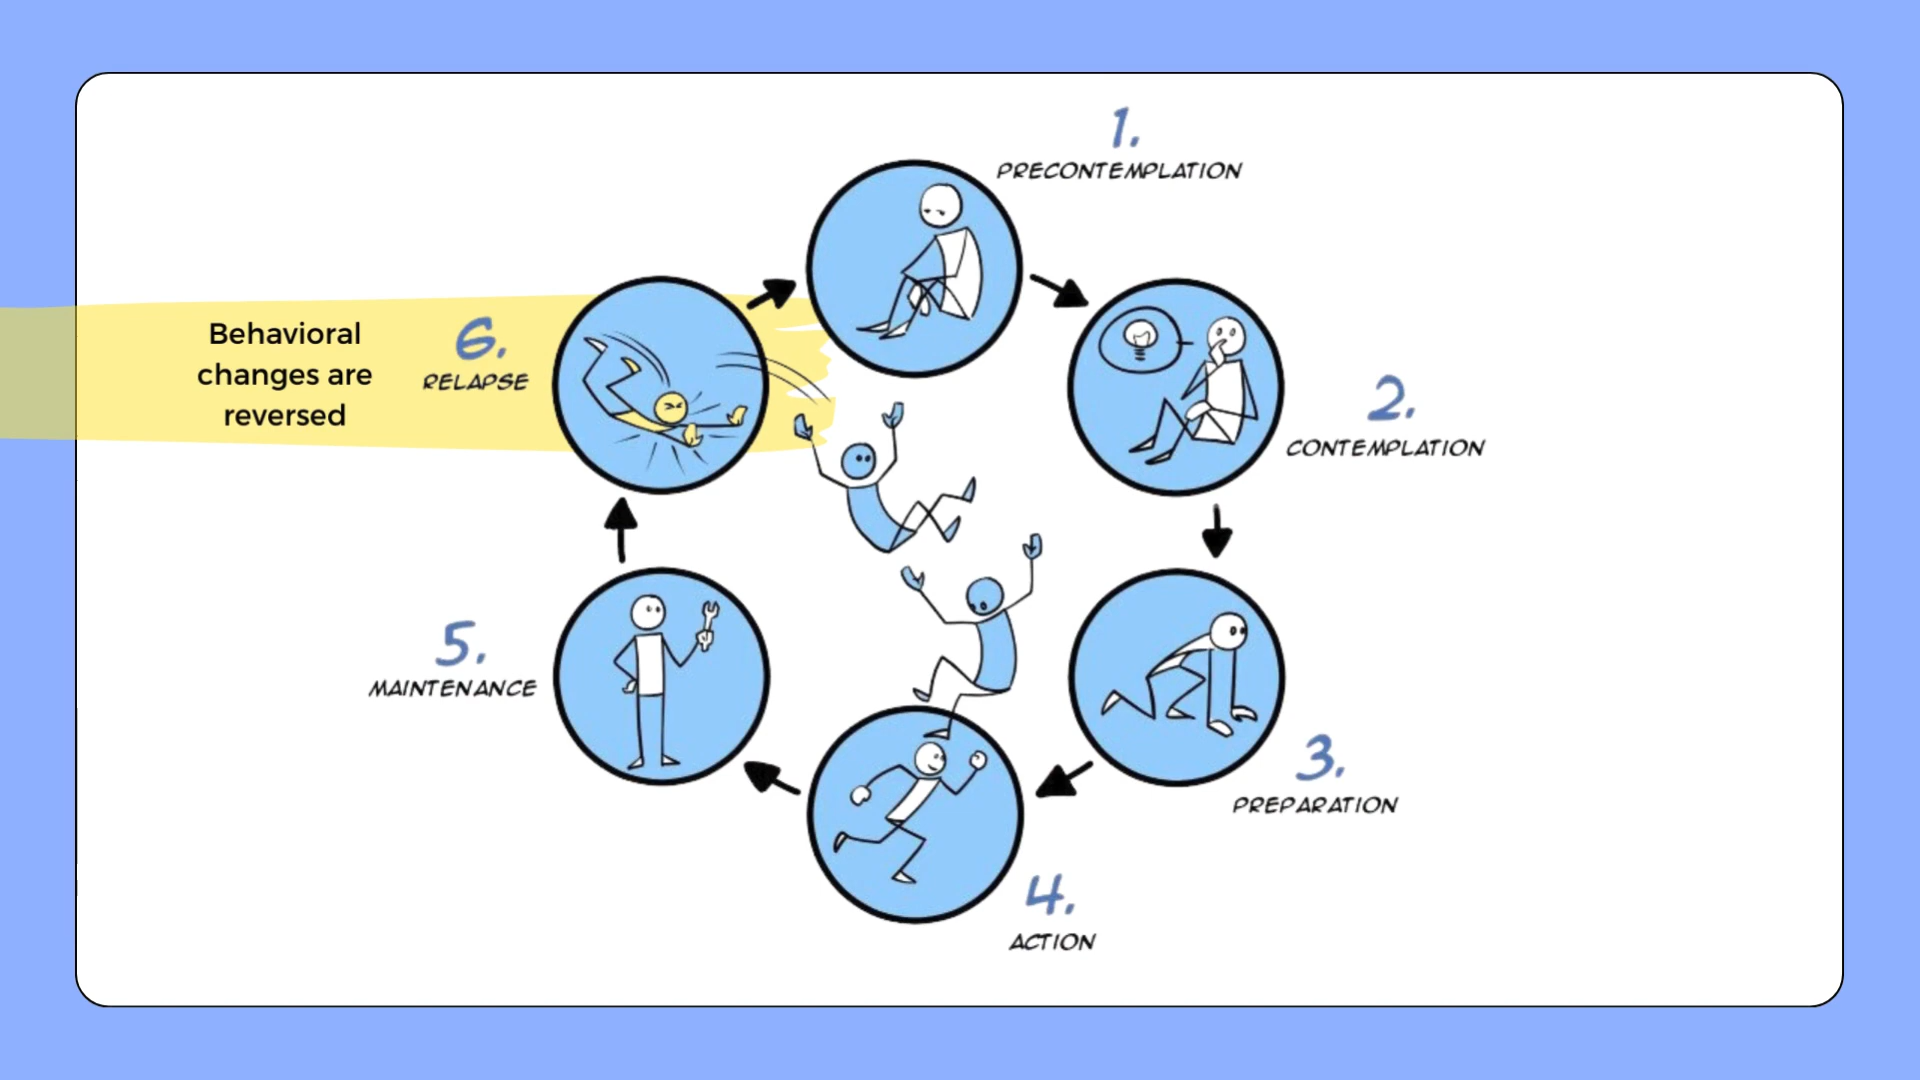 1.
PRECONTEMPLATION
2.
CONTEMPLATION
3.
PREPARATION
4.
ACTION
5.
MAINTENANCE
6.
RELAPSE
Behavioral
changes are
reversed